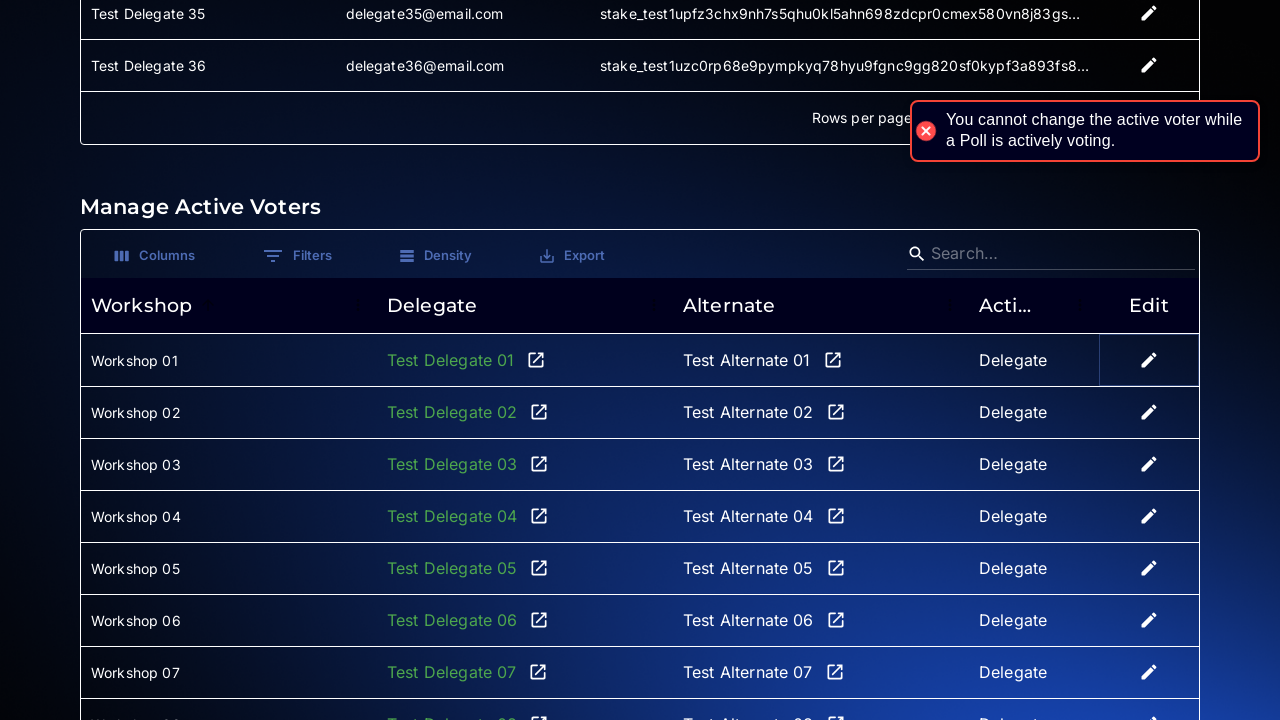 Test Delegate 35 delegate35@email.com stake_test1upfz3chx9nh7s5qhu0kl5ahn698zdcpr0cmex580vn8j83gs...
Test Delegate 36 delegate36@email.com stake_test1uzc0rp68e9pympkyq78hyu9fgnc9gg820sf0kypf3a893fs8...
Rows per page
You cannot change the active voter while
a Poll is actively voting.
Manage Active Voters
Columns Filters Density Export Search...
Workshop Delegate Alternate Acti... Edit
Workshop 01 Test Delegate 01 Test Alternate 01 Delegate
Workshop 02 Test Delegate 02 Test Alternate 02 Delegate
Workshop 03 Test Delegate 03 Test Alternate 03 Delegate
Workshop 04 Test Delegate 04 Test Alternate 04 Delegate
Workshop 05 Test Delegate 05 Test Alternate 05 Delegate
Workshop 06 Test Delegate 06 Test Alternate 06 Delegate
Workshop 07 Test Delegate 07 Test Alternate 07 Delegate